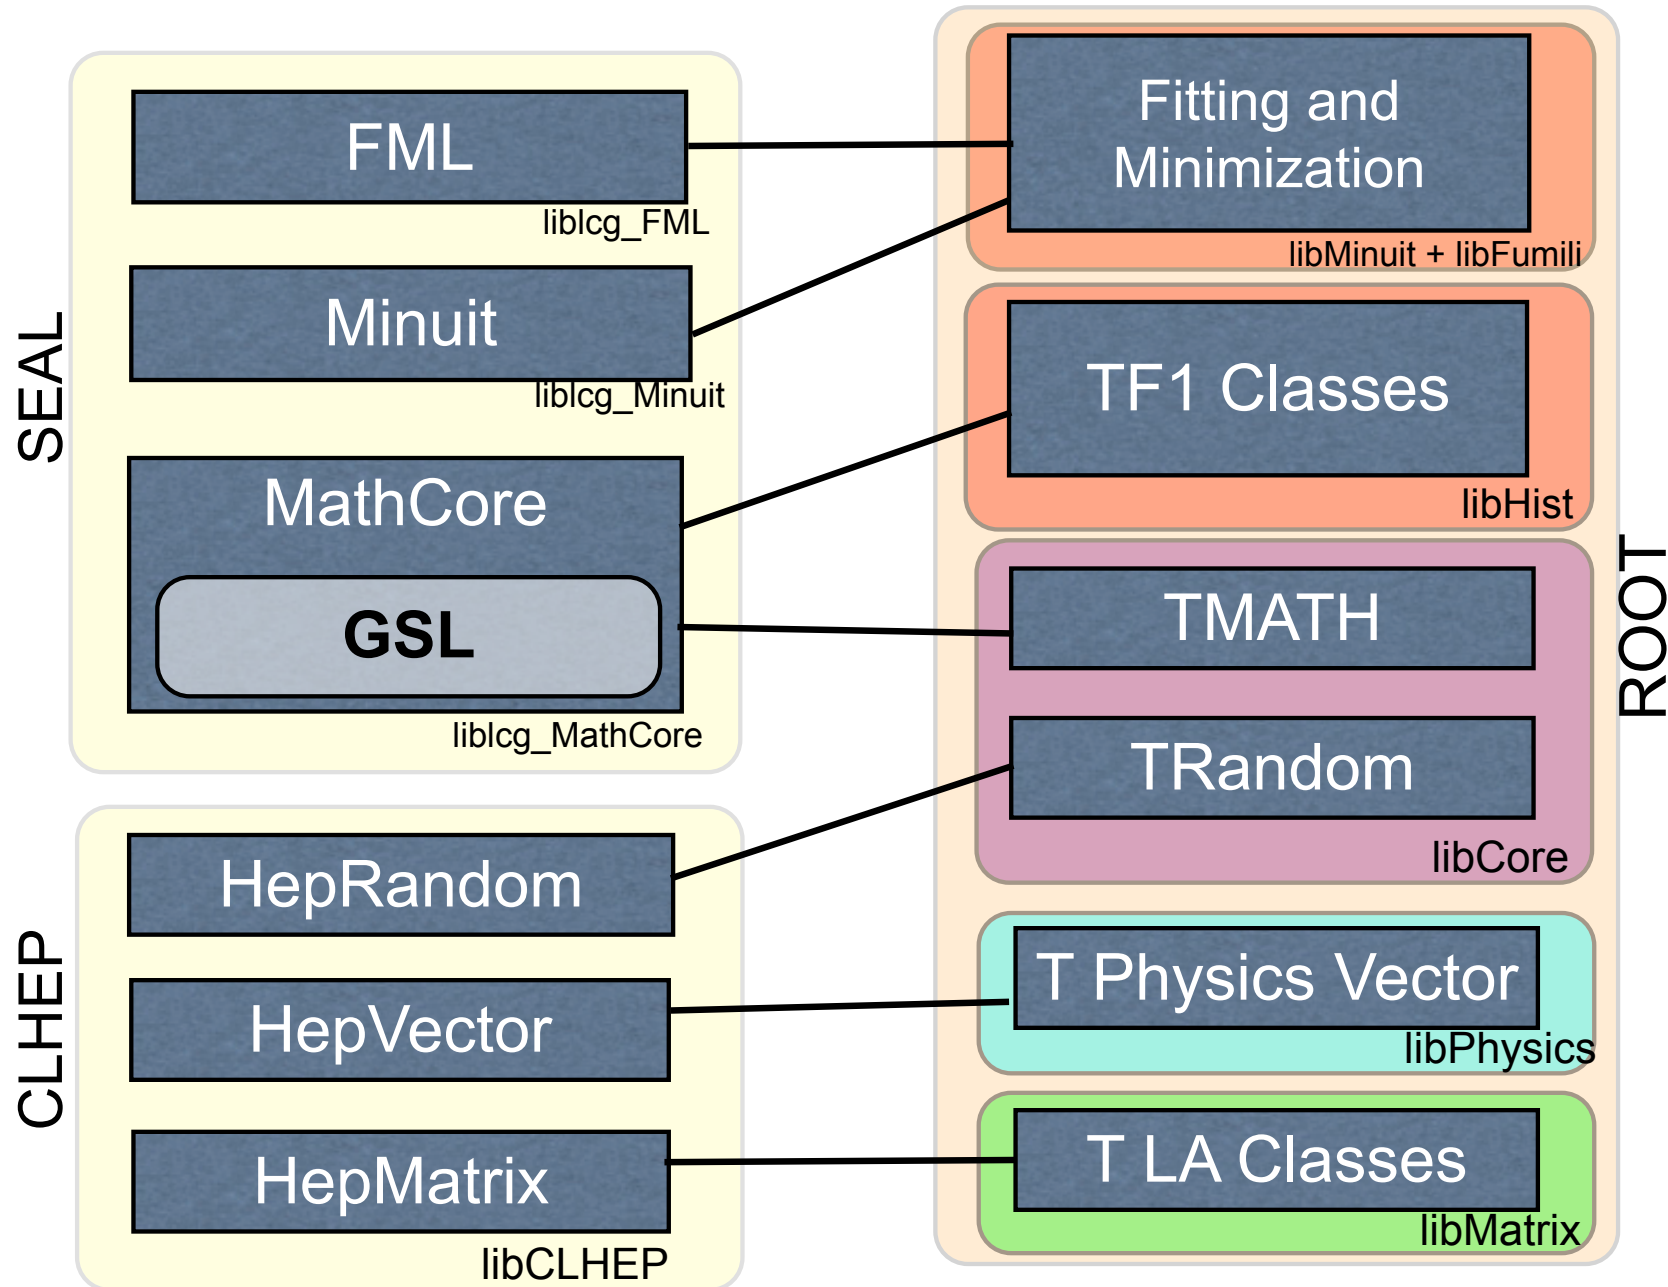 SEAL
FML
liblcg_FML
Minuit
liblcg_Minuit
MathCore
GSL
liblcg_MathCore
CLHEP
HepRandom
HepVector
HepMatrix
libCLHEP
ROOT
Fitting and
Minimization
libMinuit + libFumili
TF1 Classes
libHist
TMATH
TRandom
libCore
T Physics Vector
libPhysics
T LA Classes
libMatrix